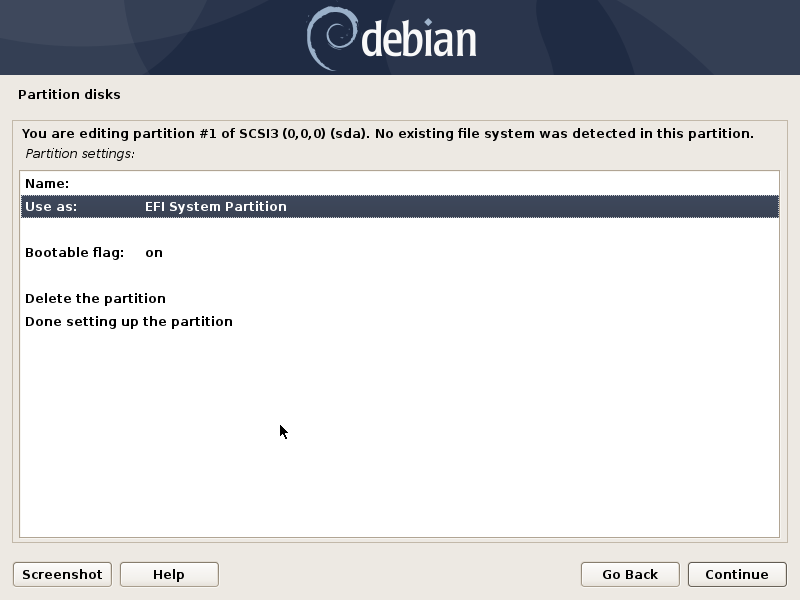 debian
Partition disks
You are editing partition #1 of SCSI3 (0,0,0) (sda). No existing file system was detected in this partition.
Partition settings:
Name:
Use as: EFI System Partition
Bootable flag: on
Delete the partition
Done setting up the partition
Screenshot Help Go Back Continue